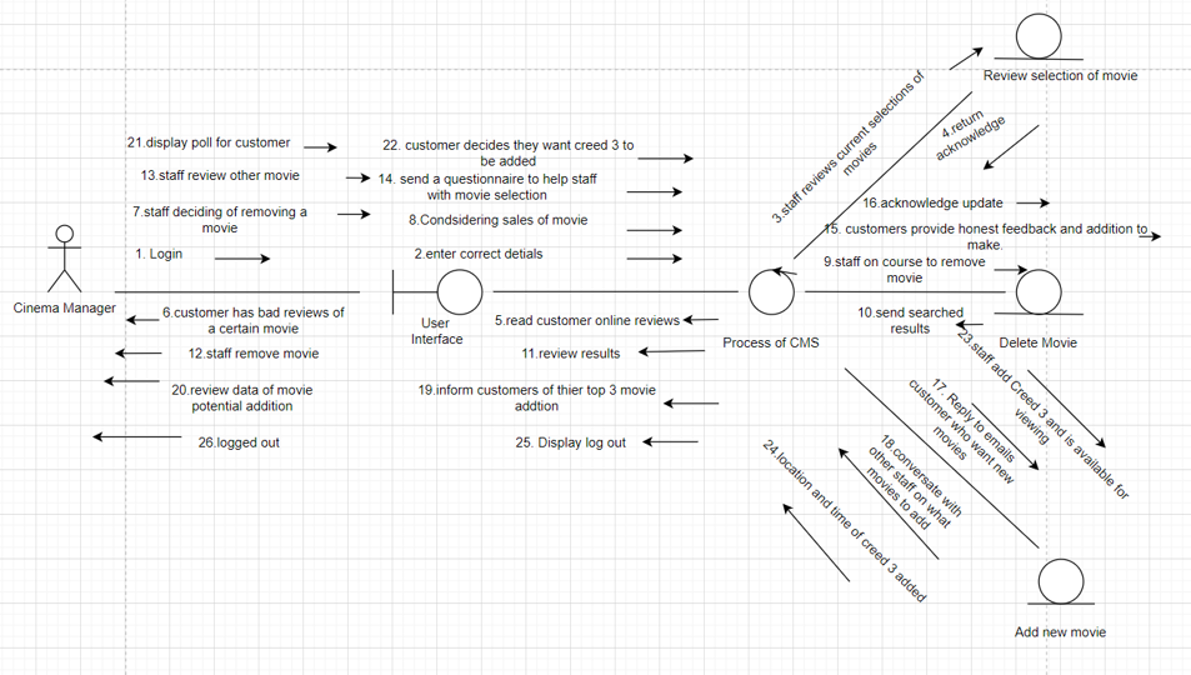 Review selection of movie
3.staff reviews current selections of
movies
4.return
acknowledge
21.display poll for customer
22. customer decides they want creed 3 to
be added
13.staff review other movie
14. send a questionnaire to help staff
with movie selection
7.staff deciding of removing a
movie
8.Condsidering sales of movie
16.acknowledge update
15. customers provide honest feedback and addition to
make.
1. Login
2.enter correct detials
9.staff on course to remove
movie
Cinema Manager
User
Interface
Process of CMS
Delete Movie
6.customer has bad reviews of
a certain movie
5.read customer online reviews
10.send searched
results
12.staff remove movie
11.review results
20.review data of movie
potential addition
19.inform customers of thier top 3 movie
addtion
26.logged out
25. Display log out
23.staff add Creed 3 and is available for
viewing
17. Reply to emails
customer who want new
movies
18.conversate with
other staff on what
movies to add
24.location and time of creed 3 added
Add new movie